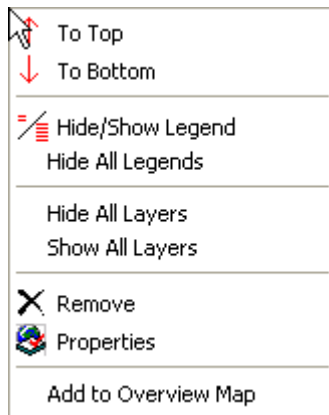 To Top
To Bottom
Hide/Show Legend
Hide All Legends
Hide All Layers
Show All Layers
Remove
Properties
Add to Overview Map